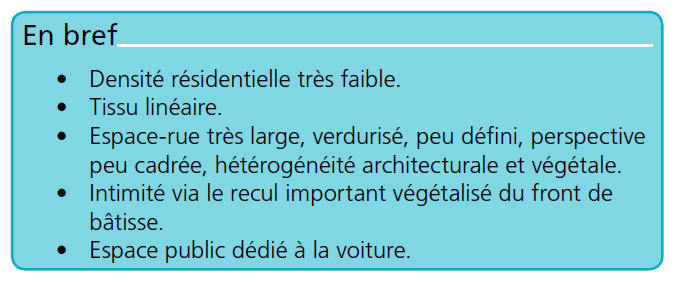 En bref
• Densité résidentielle très faible.
• Tissu linéaire.
• Espace-rue très large, verdurisé, peu défini, perspective
peu cadrée, hétérogénéité architecturale et végétale.
• Intimité via le recul important végétalisé du front de
bâtisse.
• Espace public dédié à la voiture.